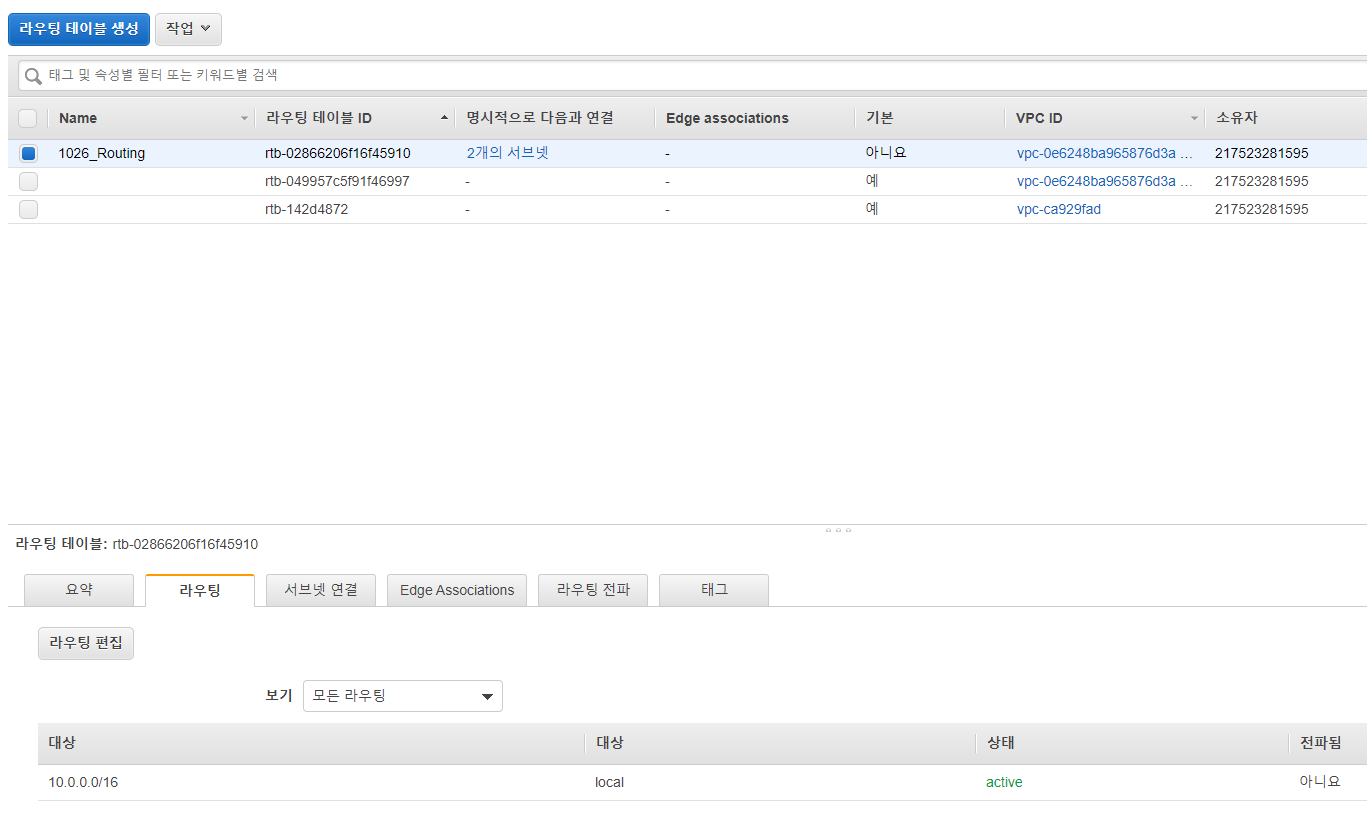 라우팅 테이블 생성 작업
태그 및 속성별 필터 또는 키워드별 검색
Name 라우팅 테이블 ID 명시적으로 다음과 연결 Edge associations 기본 VPC ID 소유자
1026_Routing rtb-02866206f16f45910 2개의 서브넷 - 아니요 vpc-0e6248ba965876d3a ... 217523281595
rtb-049957c5f91f46997 - - 예 vpc-0e6248ba965876d3a ... 217523281595
rtb-142d4872 - - 예 vpc-ca929fad 217523281595
라우팅 테이블: rtb-02866206f16f45910
요약 라우팅 서브넷 연결 Edge Associations 라우팅 전파 태그
라우팅 편집
보기 모든 라우팅
대상 대상 상태 전파됨
10.0.0.0/16 local active 아니요